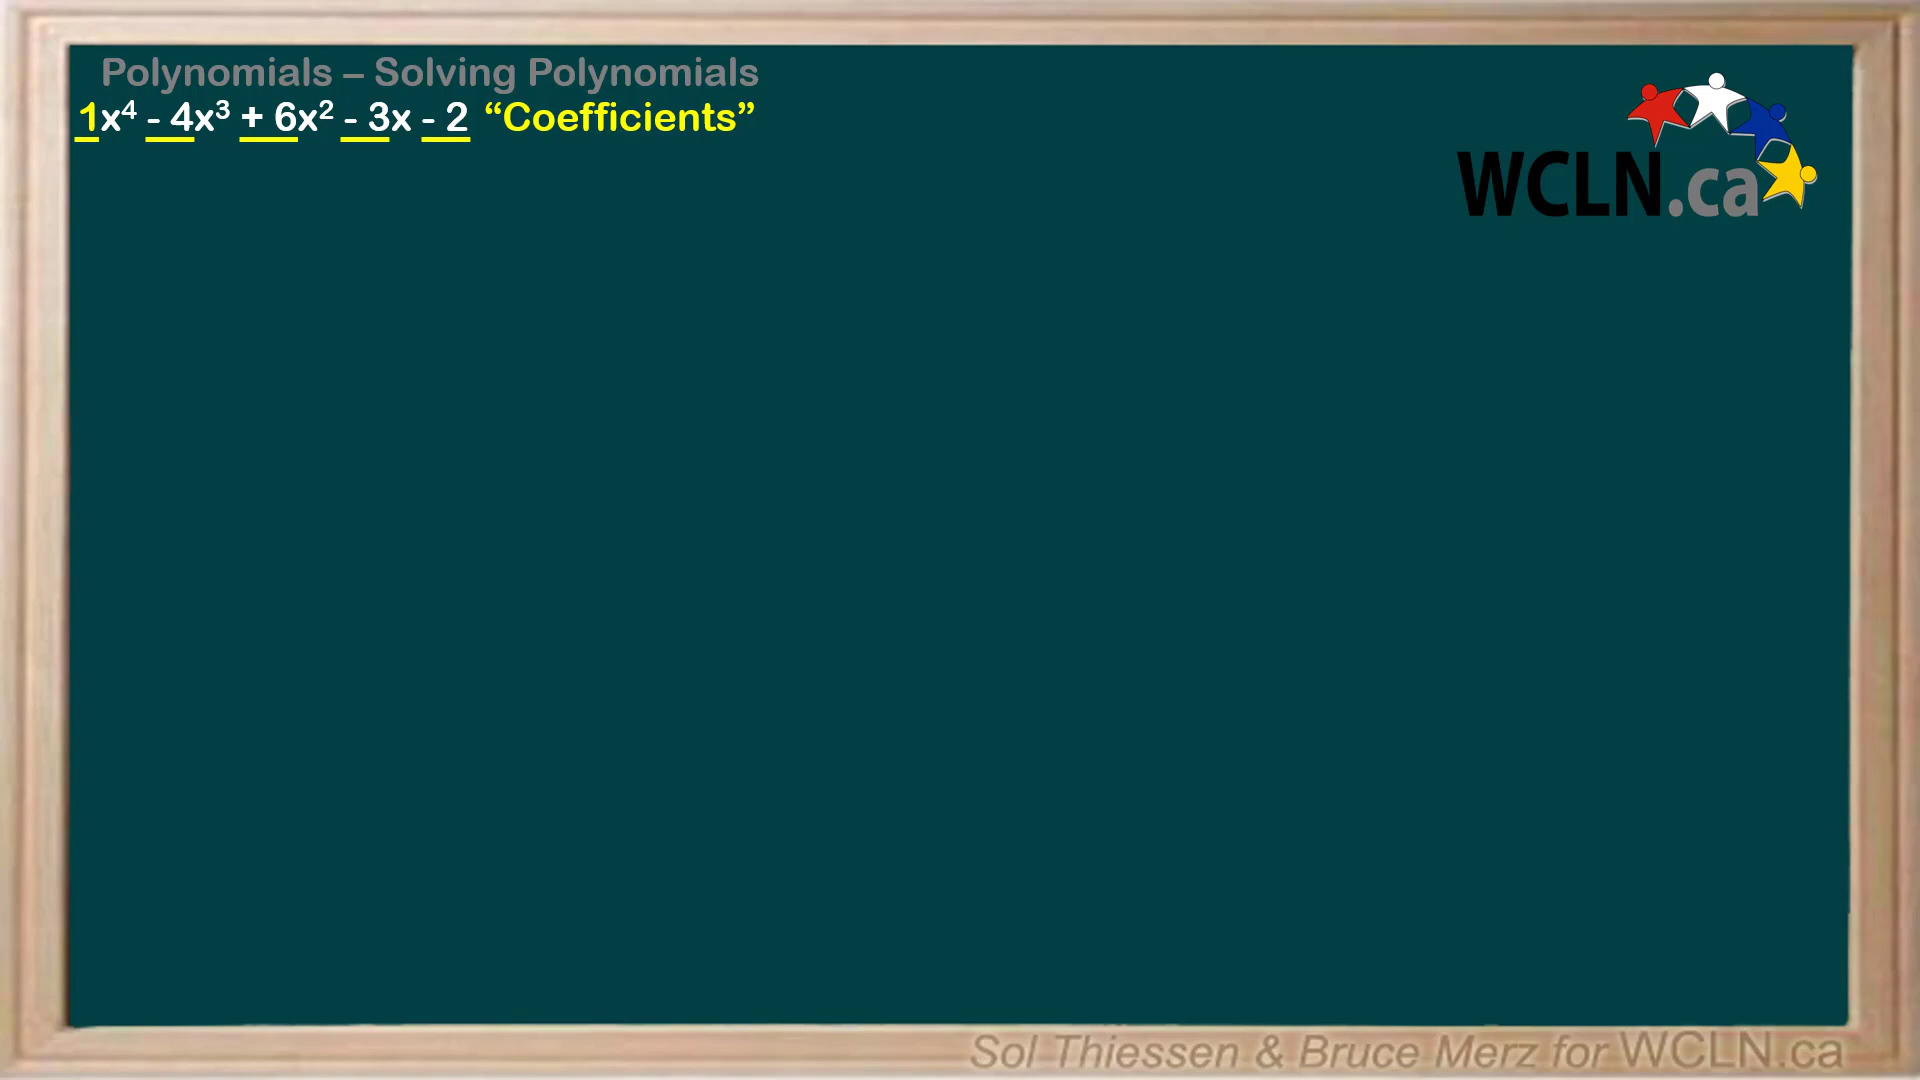 Polynomials – Solving Polynomials
1x⁴ - 4x³ + 6x² - 3x - 2 “Coefficients”
WCLN.ca
Sol Thiessen & Bruce Merz for WCLN.ca